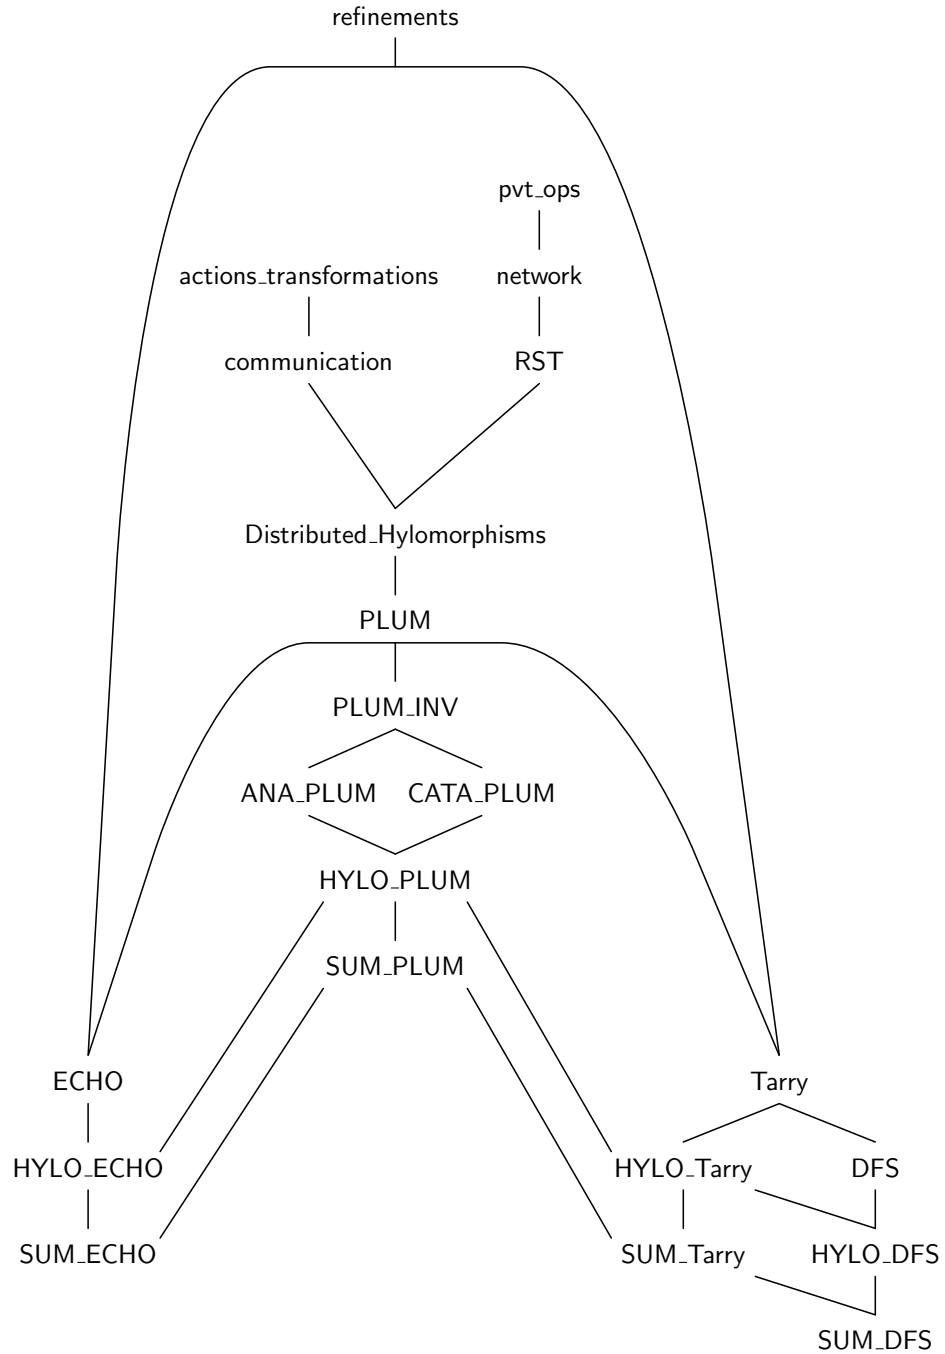 refinements
pvt_ops
actions_transformations network
communication RST
Distributed_Hylomorphisms
PLUM
PLUM_INV
ANA_PLUM CATA_PLUM
HYLO_PLUM
SUM_PLUM
ECHO Tarry
HYLO_ECHO HYLO_Tarry DFS
SUM_ECHO SUM_Tarry HYLO_DFS
SUM_DFS